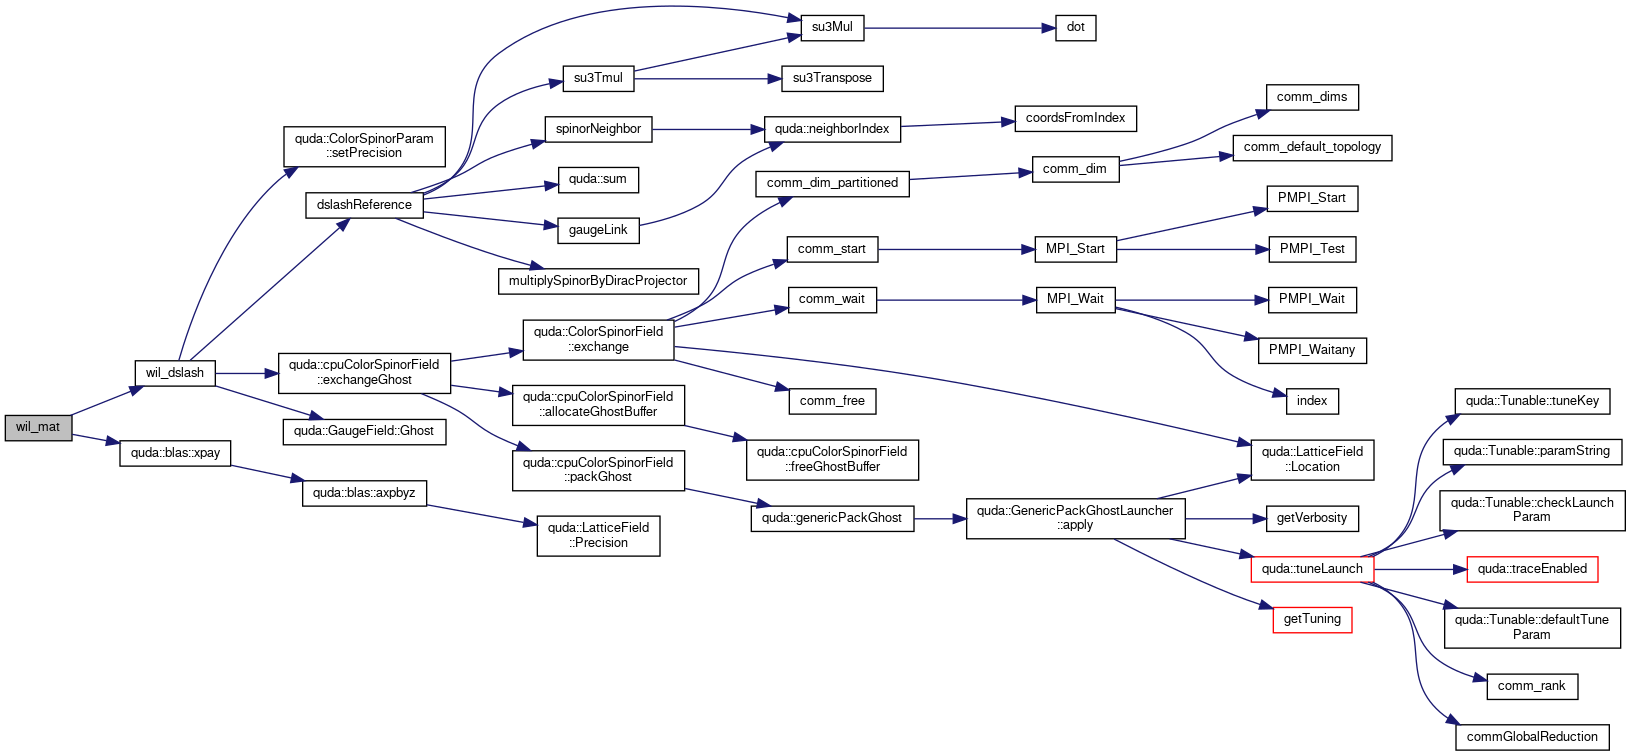 wil_mat
wil_dslash
quda::blas::xpay
quda::ColorSpinorParam
::setPrecision
dslashReference
quda::cpuColorSpinorField
::exchangeGhost
quda::GaugeField::Ghost
quda::blas::axpbyz
su3Tmul
spinorNeighbor
quda::sum
gaugeLink
multiplySpinorByDiracProjector
quda::ColorSpinorField
::exchange
quda::cpuColorSpinorField
::allocateGhostBuffer
quda::cpuColorSpinorField
::packGhost
quda::LatticeField
::Precision
su3Mul
su3Transpose
quda::neighborIndex
comm_dim_partitioned
comm_start
comm_wait
comm_free
quda::cpuColorSpinorField
::freeGhostBuffer
quda::genericPackGhost
dot
coordsFromIndex
comm_dim
MPI_Start
MPI_Wait
quda::GenericPackGhostLauncher
::apply
comm_dims
comm_default_topology
PMPI_Start
PMPI_Test
PMPI_Wait
PMPI_Waitany
index
quda::LatticeField
::Location
getVerbosity
quda::tuneLaunch
getTuning
quda::Tunable::tuneKey
quda::Tunable::paramString
quda::Tunable::checkLaunch
Param
quda::traceEnabled
quda::Tunable::defaultTune
Param
comm_rank
commGlobalReduction